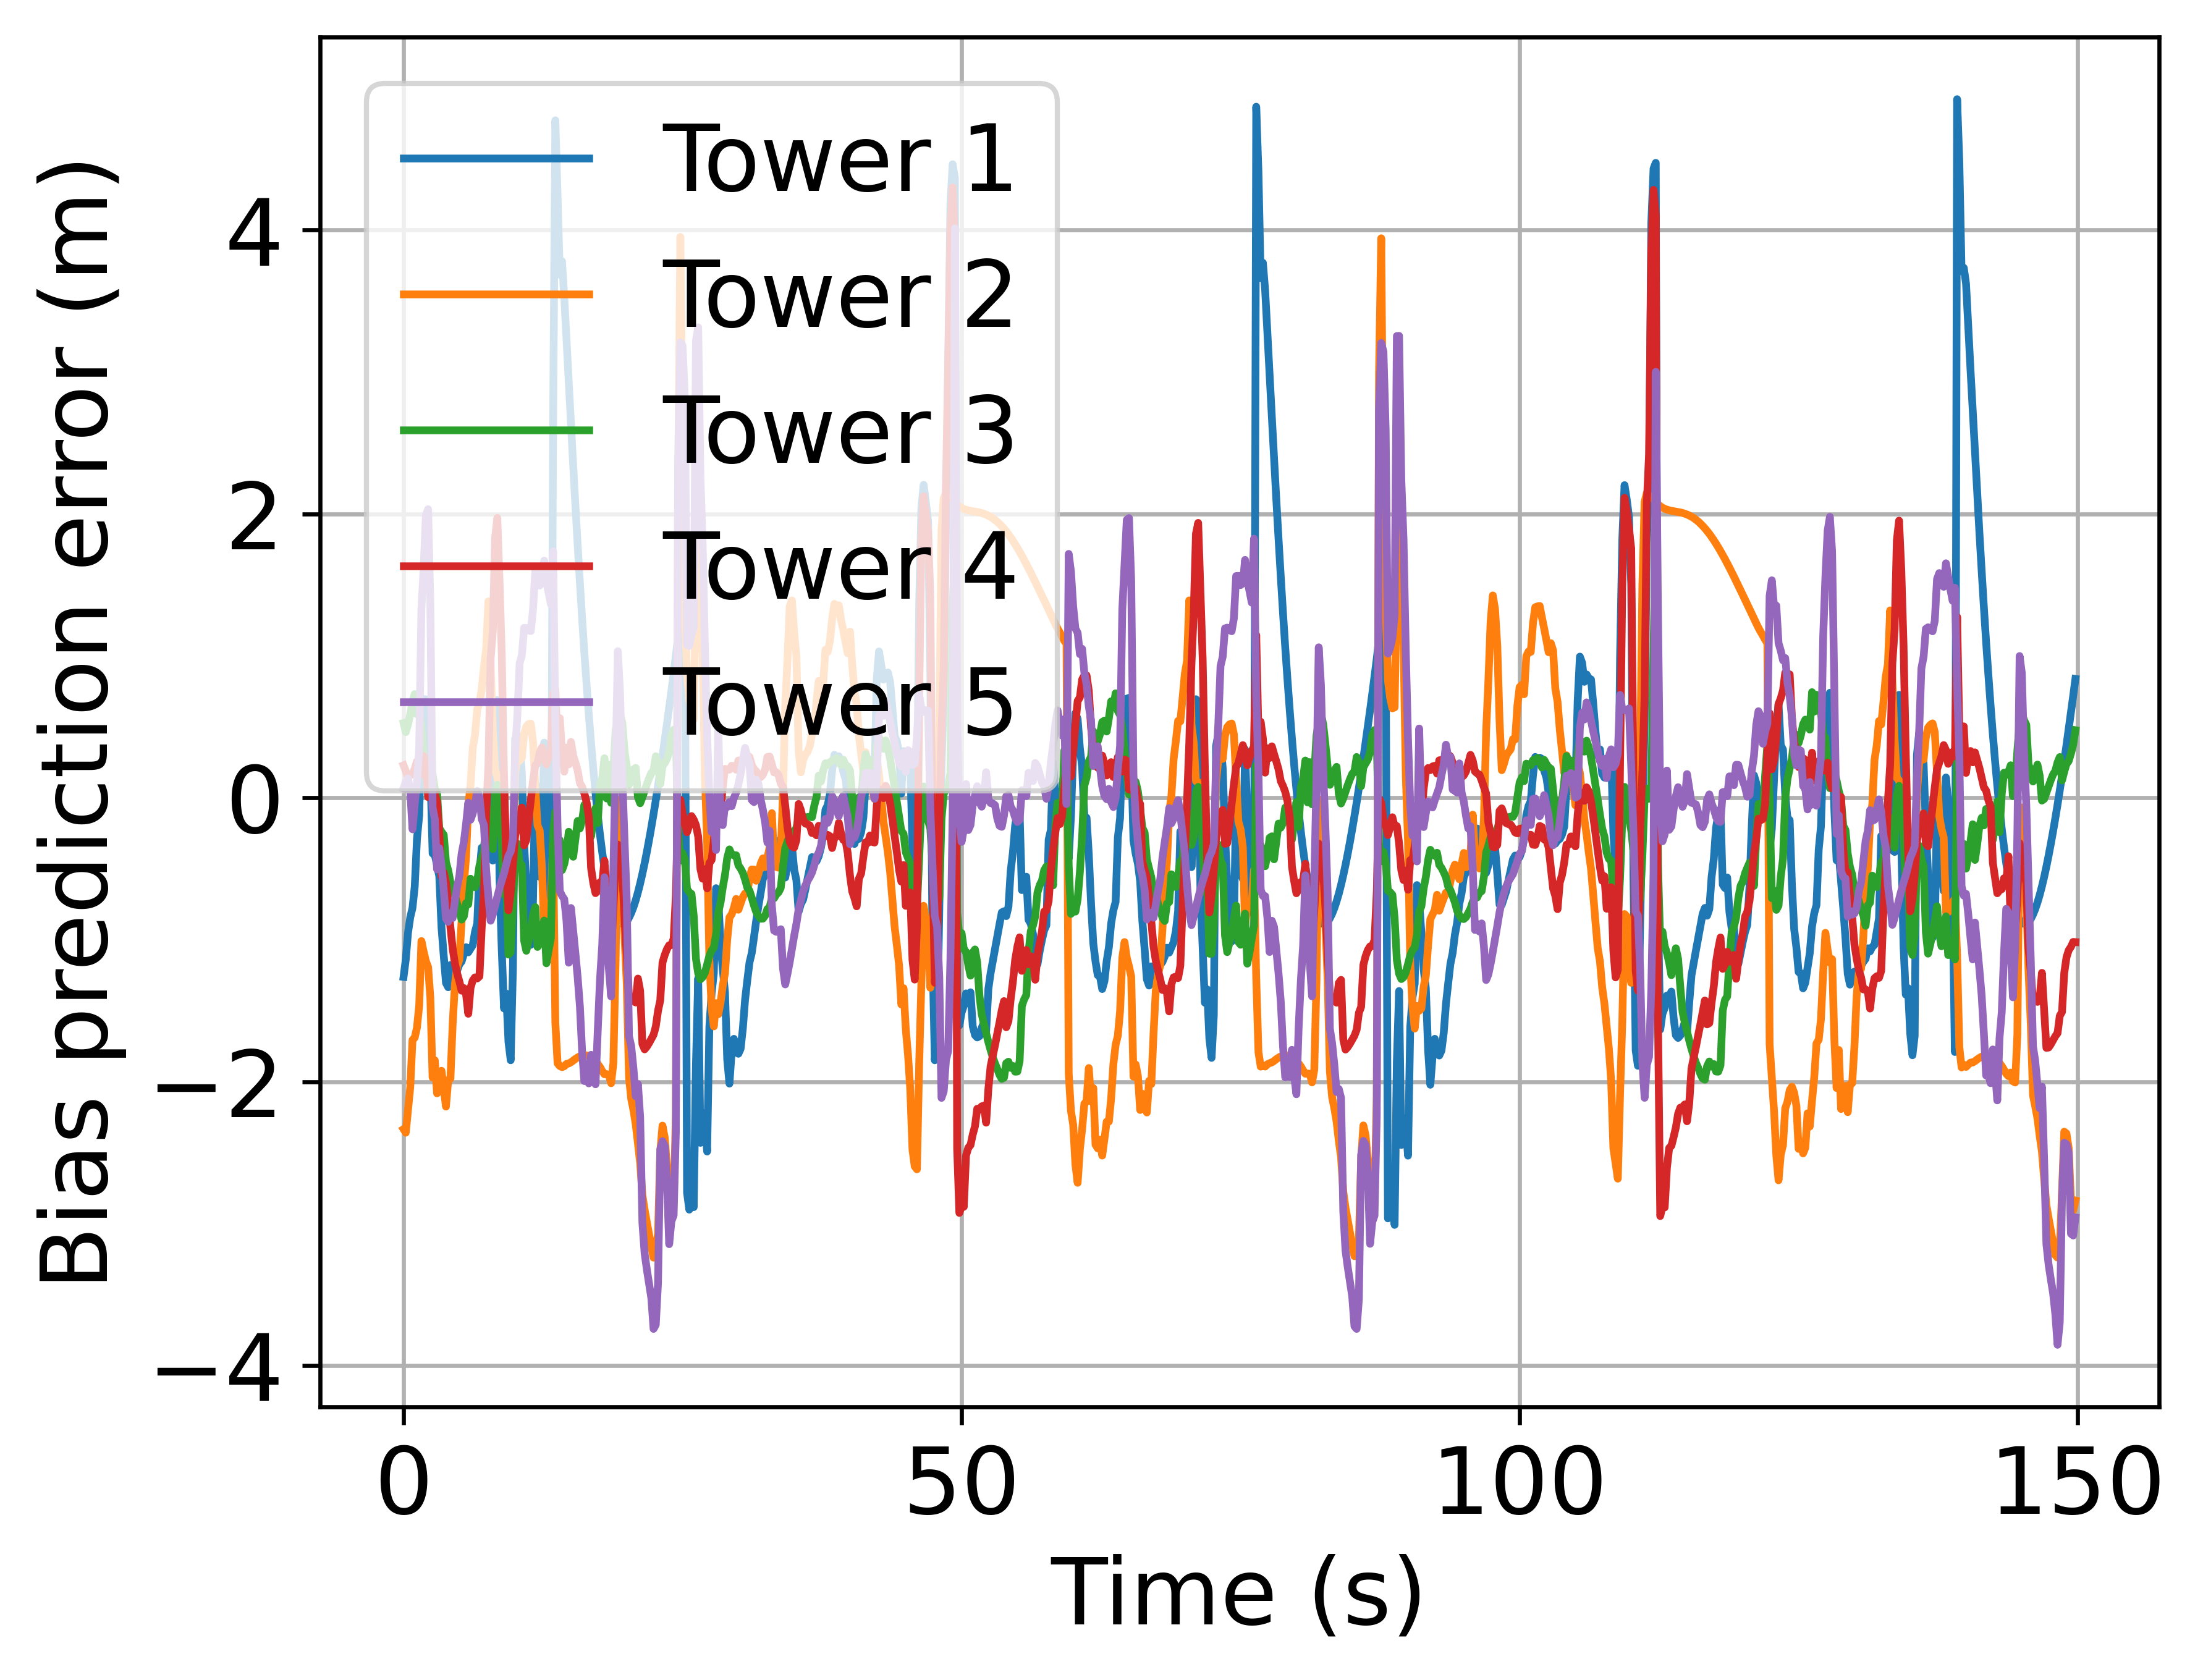 Bias prediction error (m)
4
2
0
−2
−4
Tower 1
Tower 2
Tower 3
Tower 4
Tower 5
0
50
100
150
Time (s)